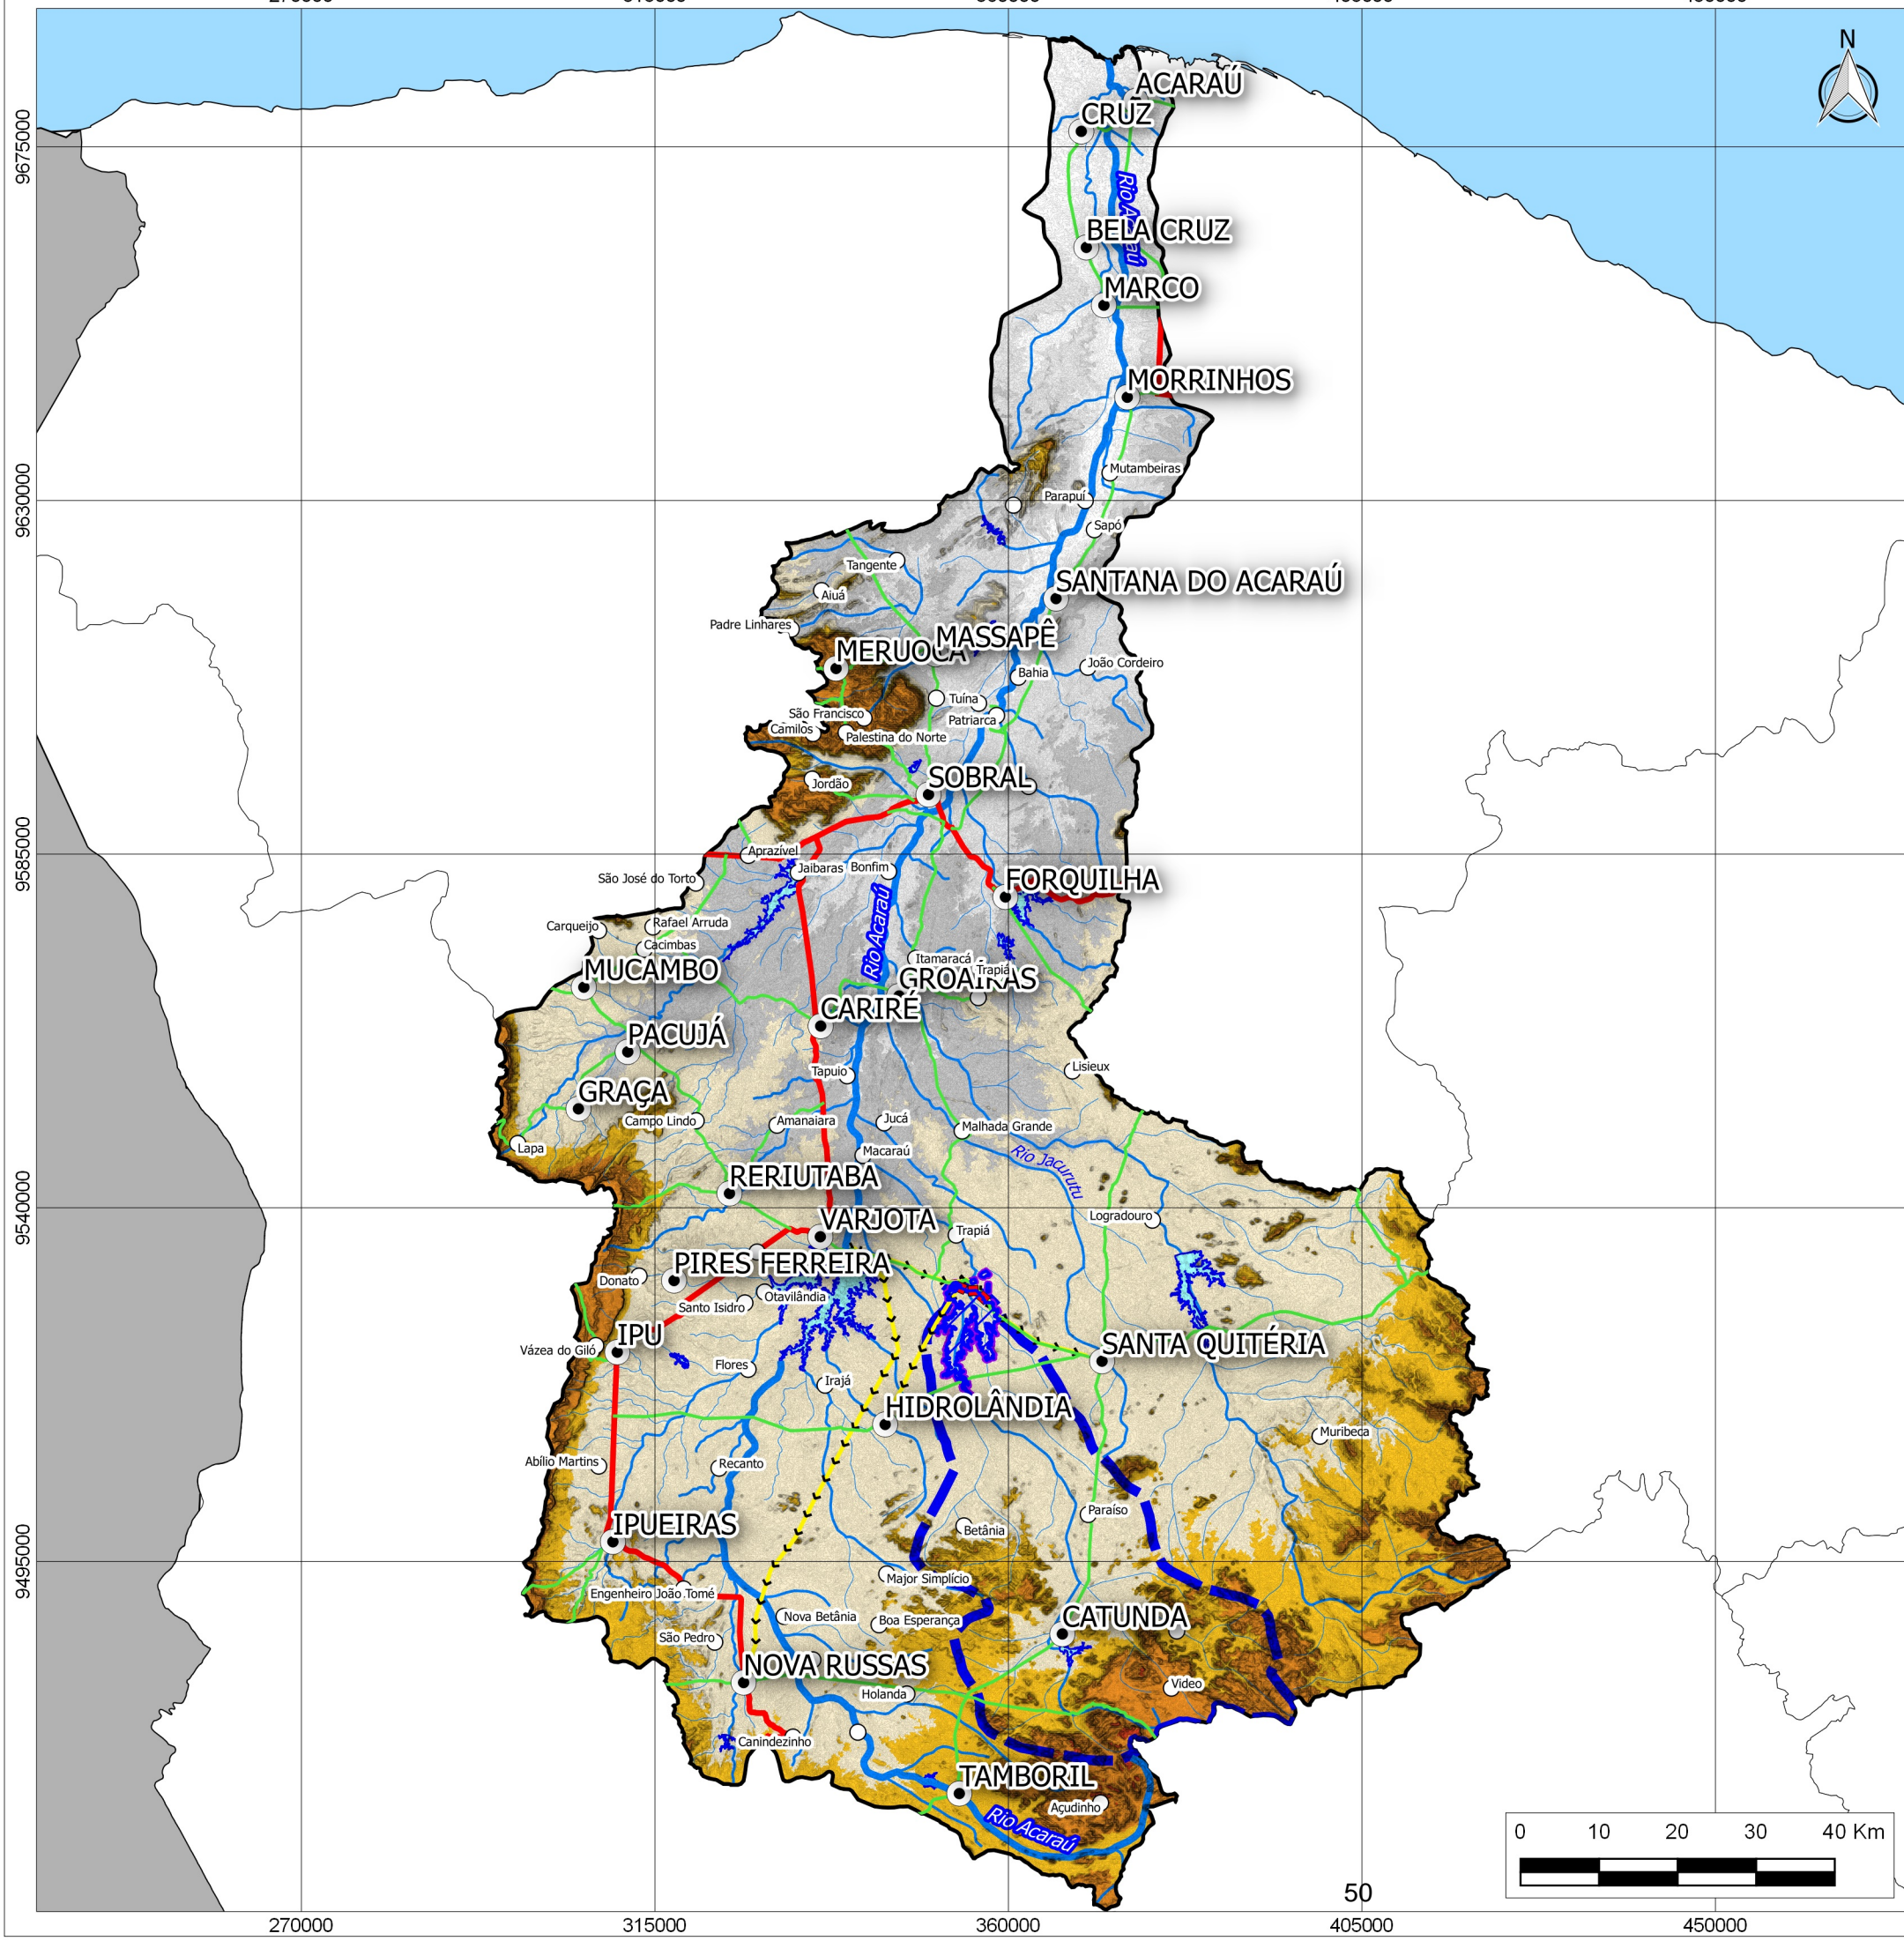 N
ACARAÚ
CRUZ
9675000
Rio Acaraú
BELA CRUZ
MARCO
MORRINHOS
Mutambeiras
9630000
Parapuí
Sapó
Tangente
SANTANA DO ACARAÚ
Aiuá
Padre Linhares
MASSAPÊ
MERUOCA
João Cordeiro
Bahia
Tuína
São Francisco
Patriarca
Camilos
Palestina do Norte
SOBRAL
Jordão
9585000
Aprazível
Jaibaras
Bonfim
São José do Torto
FORQUILHA
Rio Acaraú
Carqueijo
Rafael Arruda
Cacimbas
Itamaracá
Trapiá
MUCAMBO
GROAÍRAS
CARIRÉ
PACUJÁ
Lisieux
Tapuio
GRAÇA
Campo Lindo
Amanaiara
Jucá
Malhada Grande
Lapa
Macaraú
Rio Jacurutu
RERIUTABA
9540000
Logradouro
VARJOTA
Trapiá
PIRES FERREIRA
Donato
Otavilândia
Santo Isidro
IPU
SANTA QUITÉRIA
Vázea do Giló
Flores
Irajá
HIDROLÂNDIA
Muribeca
Abílio Martins
Recanto
Paraíso
IPUEIRAS
Betânia
9495000
Major Simplício
Engenheiro João Tomé
Nova Betânia
Boa Esperança
CATUNDA
São Pedro
NOVA RUSSAS
Video
Holanda
Canindezinho
TAMBORIL
Açudinho
Rio Acaraú
0 10 20 30 40 Km
50
270000 315000 360000 405000 450000